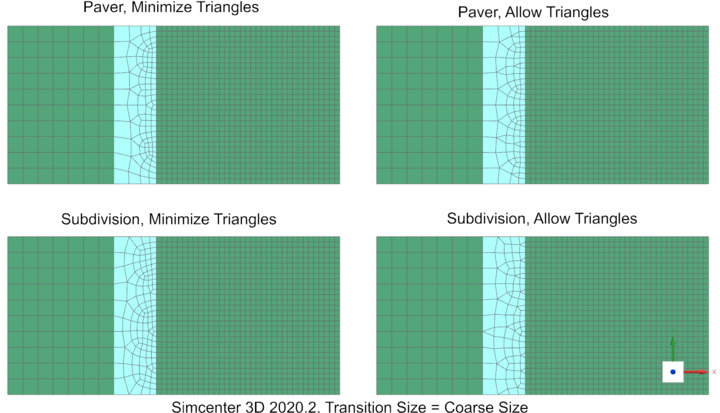 Paver, Minimize Triangles
Paver, Allow Triangles
Subdivision, Minimize Triangles
Subdivision, Allow Triangles
X
Simcenter 3D 2020.2. Transition Size = Coarse Size